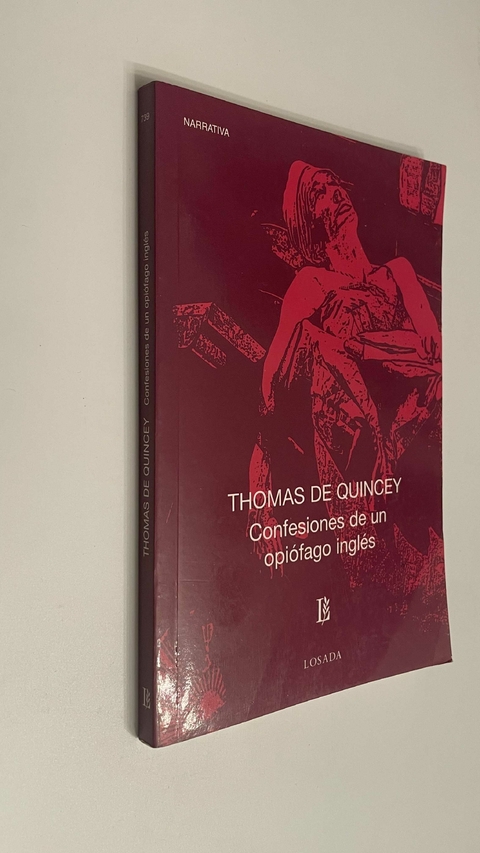 NARRATIVA
THOMAS DE QUINCEY
Confesiones de un
opiófago inglés
LOSADA
THOMAS DE QUINCEY Confesiones de un opiófago inglés